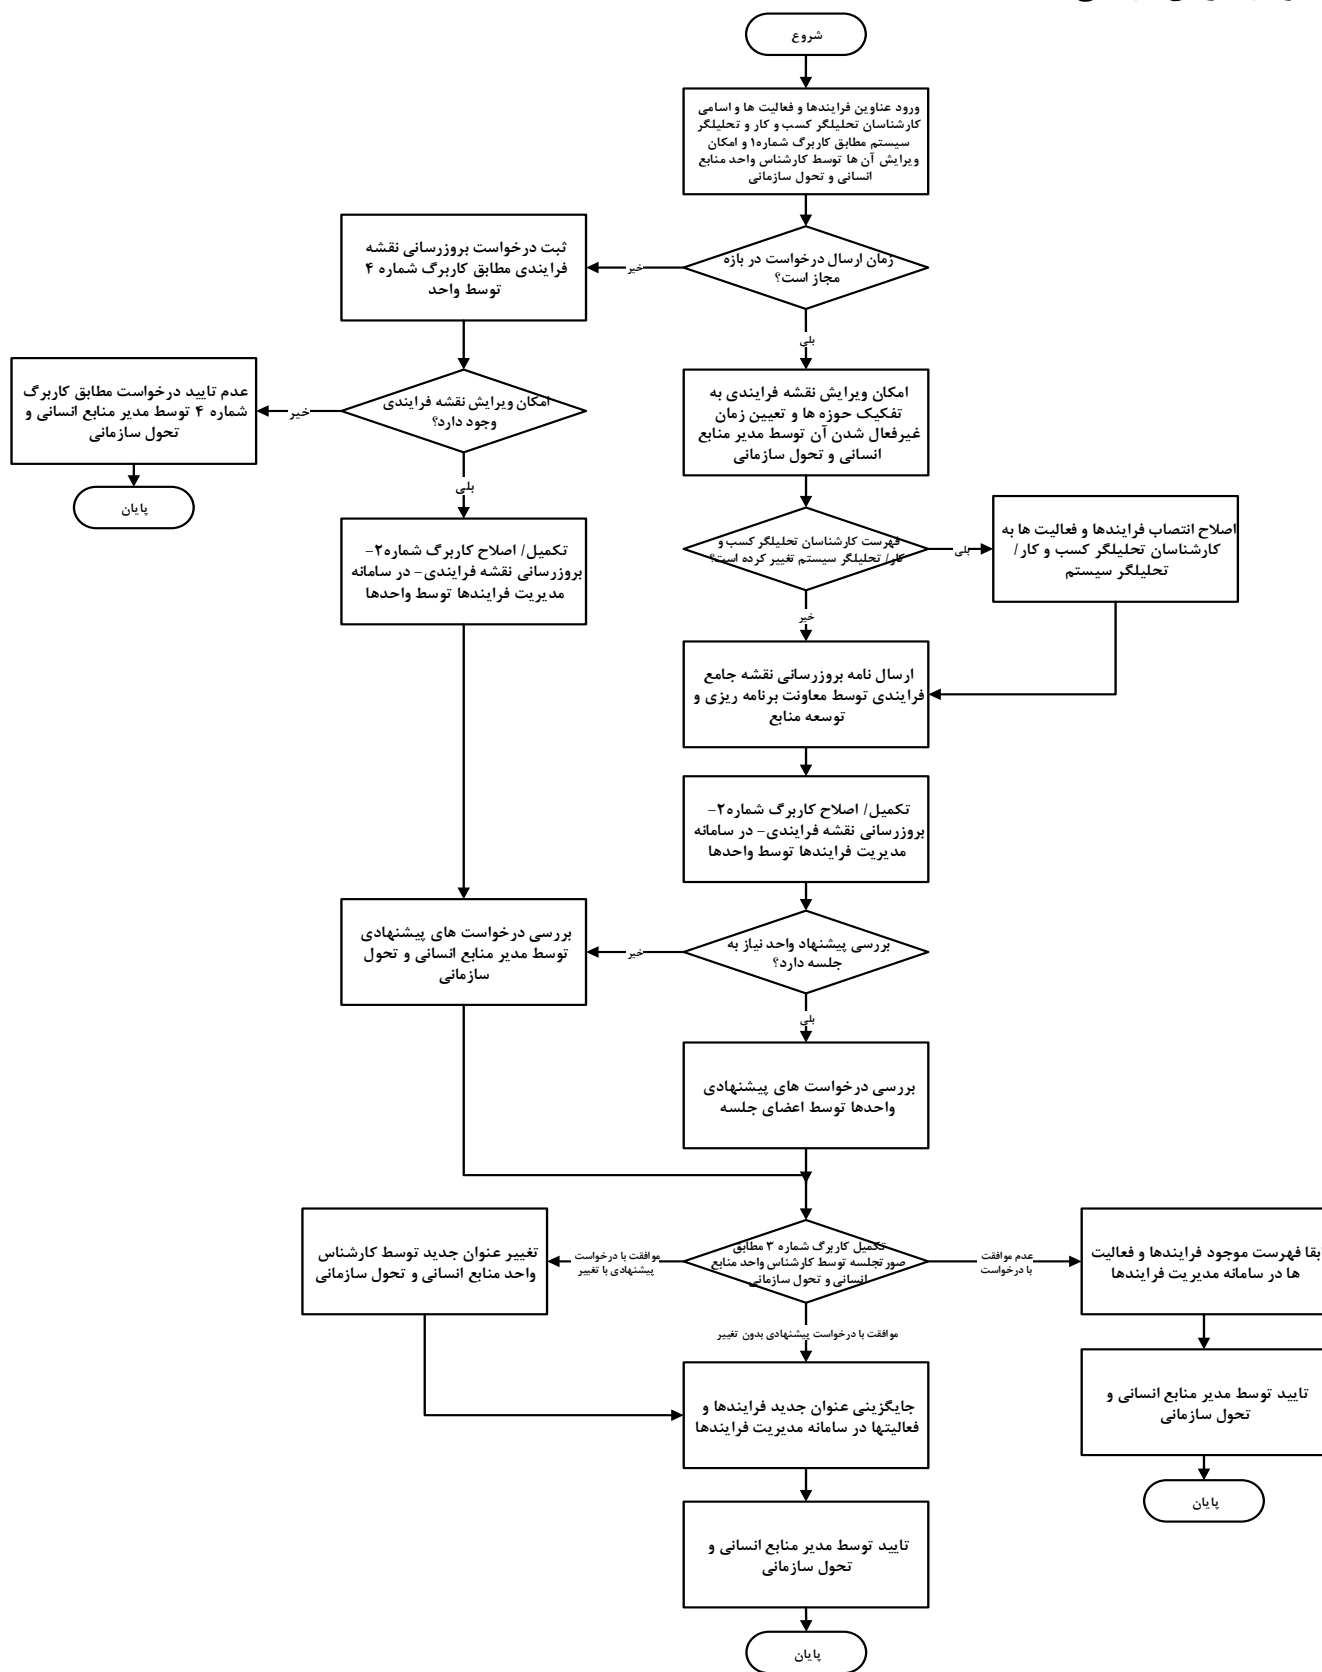 شروع
ورود عناوین فرایندها و فعالیت ها و اسامی
کارشناسان تحلیلگر کسب و کار و تحلیلگر
سیستم مطابق کاربرگ شماره۱ و امکان
ویرایش آن ها توسط کارشناس واحد منابع
انسانی و تحول سازمانی
زمان ارسال درخواست در بازه
مجاز است؟
خیر
ثبت درخواست بروزرسانی نقشه
فرایندی مطابق کاربرگ شماره ۴
توسط واحد
بلی
امکان ویرایش نقشه فرایندی
وجود دارد؟
خیر
عدم تایید درخواست مطابق کاربرگ
شماره ۴ توسط مدیر منابع انسانی و
تحول سازمانی
پایان
بلی
تکمیل/ اصلاح کاربرگ شماره۲-
بروزرسانی نقشه فرایندی- در سامانه
مدیریت فرایندها توسط واحدها
امکان ویرایش نقشه فرایندی به
تفکیک حوزه ها و تعیین زمان
غیرفعال شدن آن توسط مدیر منابع
انسانی و تحول سازمانی
فهرست کارشناسان تحلیلگر کسب و
کار/ تحلیلگر سیستم تغییر کرده است؟
بلی
اصلاح انتصاب فرایندها و فعالیت ها به
کارشناسان تحلیلگر کسب و کار/
تحلیلگر سیستم
خیر
ارسال نامه بروزرسانی نقشه جامع
فرایندی توسط معاونت برنامه ریزی و
توسعه منابع
تکمیل/ اصلاح کاربرگ شماره۲-
بروزرسانی نقشه فرایندی- در سامانه
مدیریت فرایندها توسط واحدها
بررسی پیشنهاد واحد نیاز به
جلسه دارد؟
خیر
بررسی درخواست های پیشنهادی
توسط مدیر منابع انسانی و تحول
سازمانی
بلی
بررسی درخواست های پیشنهادی
واحدها توسط اعضای جلسه
تکمیل کاربرگ شماره ۳ مطابق
صورتجلسه توسط کارشناس واحد منابع
انسانی و تحول سازمانی
عدم موافقت
با درخواست
ابقا فهرست موجود فرایندها و فعالیت
ها در سامانه مدیریت فرایندها
تایید توسط مدیر منابع انسانی و
تحول سازمانی
پایان
موافقت با درخواست
پیشنهادی با تغییر
تغییر عنوان جدید توسط کارشناس
واحد منابع انسانی و تحول سازمانی
موافقت با درخواست پیشنهادی بدون تغییر
جایگزینی عنوان جدید فرایندها و
فعالیتها در سامانه مدیریت فرایندها
تایید توسط مدیر منابع انسانی و
تحول سازمانی
پایان